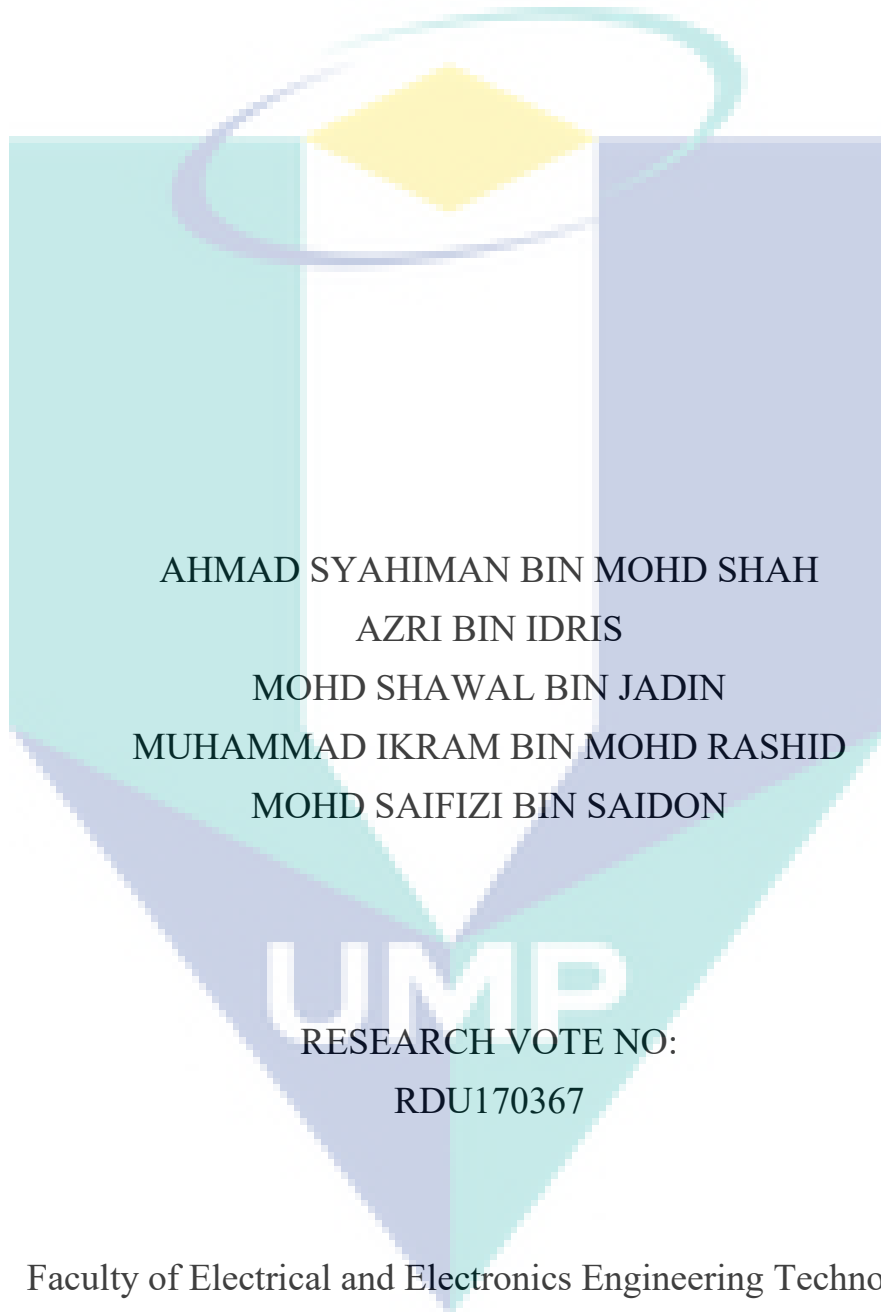 AHMAD SYAHIMAN BIN MOHD SHAH
AZRI BIN IDRIS
MOHD SHAWAL BIN JADIN
MUHAMMAD IKRAM BIN MOHD RASHID
MOHD SAIFIZI BIN SAIDON
UMP
RESEARCH VOTE NO:
RDU170367
Faculty of Electrical and Electronics Engineering Techno